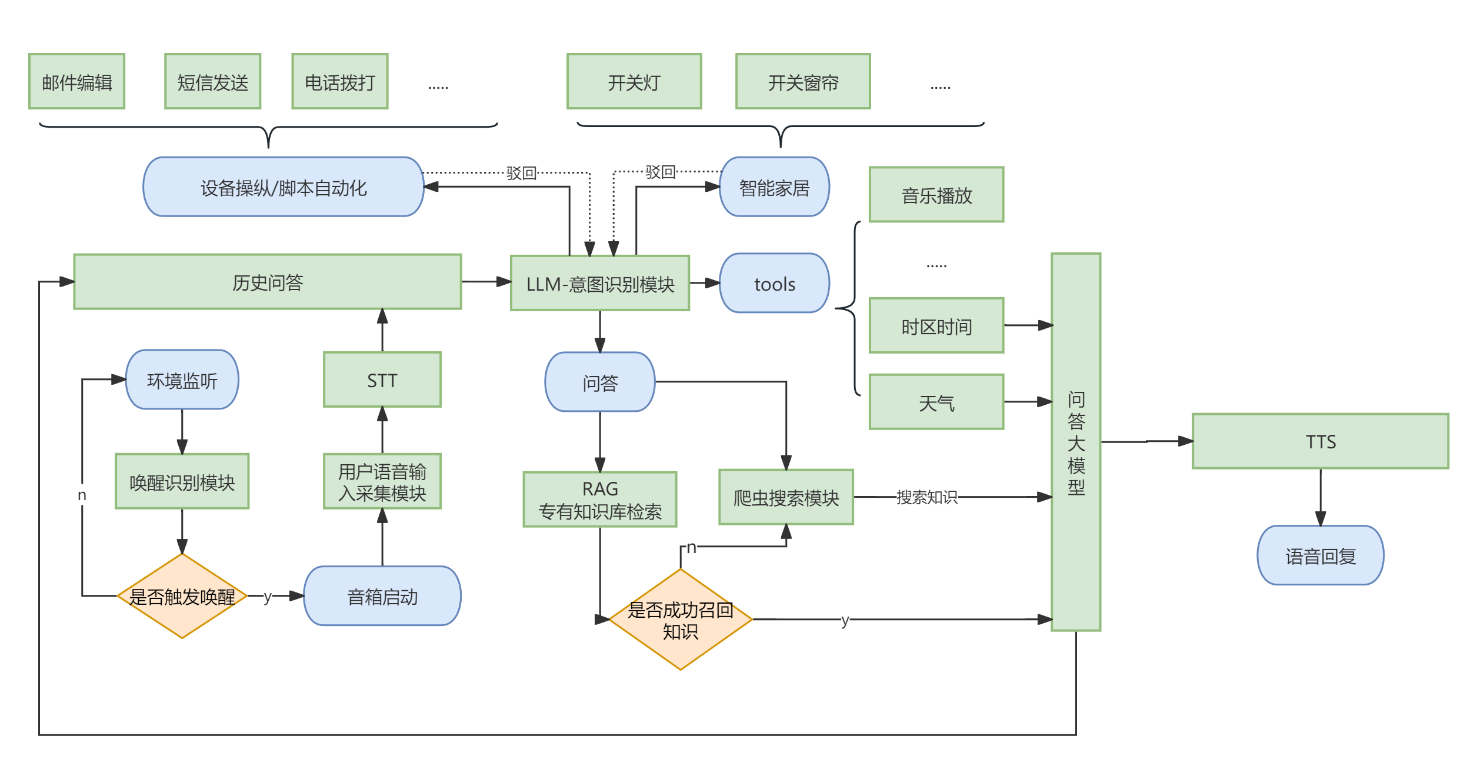 邮件编辑
短信发送
电话拨打
.....
开关灯
开关窗帘
.....
设备操纵/脚本自动化
驳回
驳回
智能家居
音乐播放
.....
历史问答
LLM-意图识别模块
tools
时区时间
天气
环境监听
STT
问答
唤醒识别模块
用户语音输
入采集模块
n
RAG
专有知识库检索
爬虫搜索模块
搜索知识
问
答
大
模
型
TTS
语音回复
是否触发唤醒
y
音箱启动
n
是否成功召回
知识
y